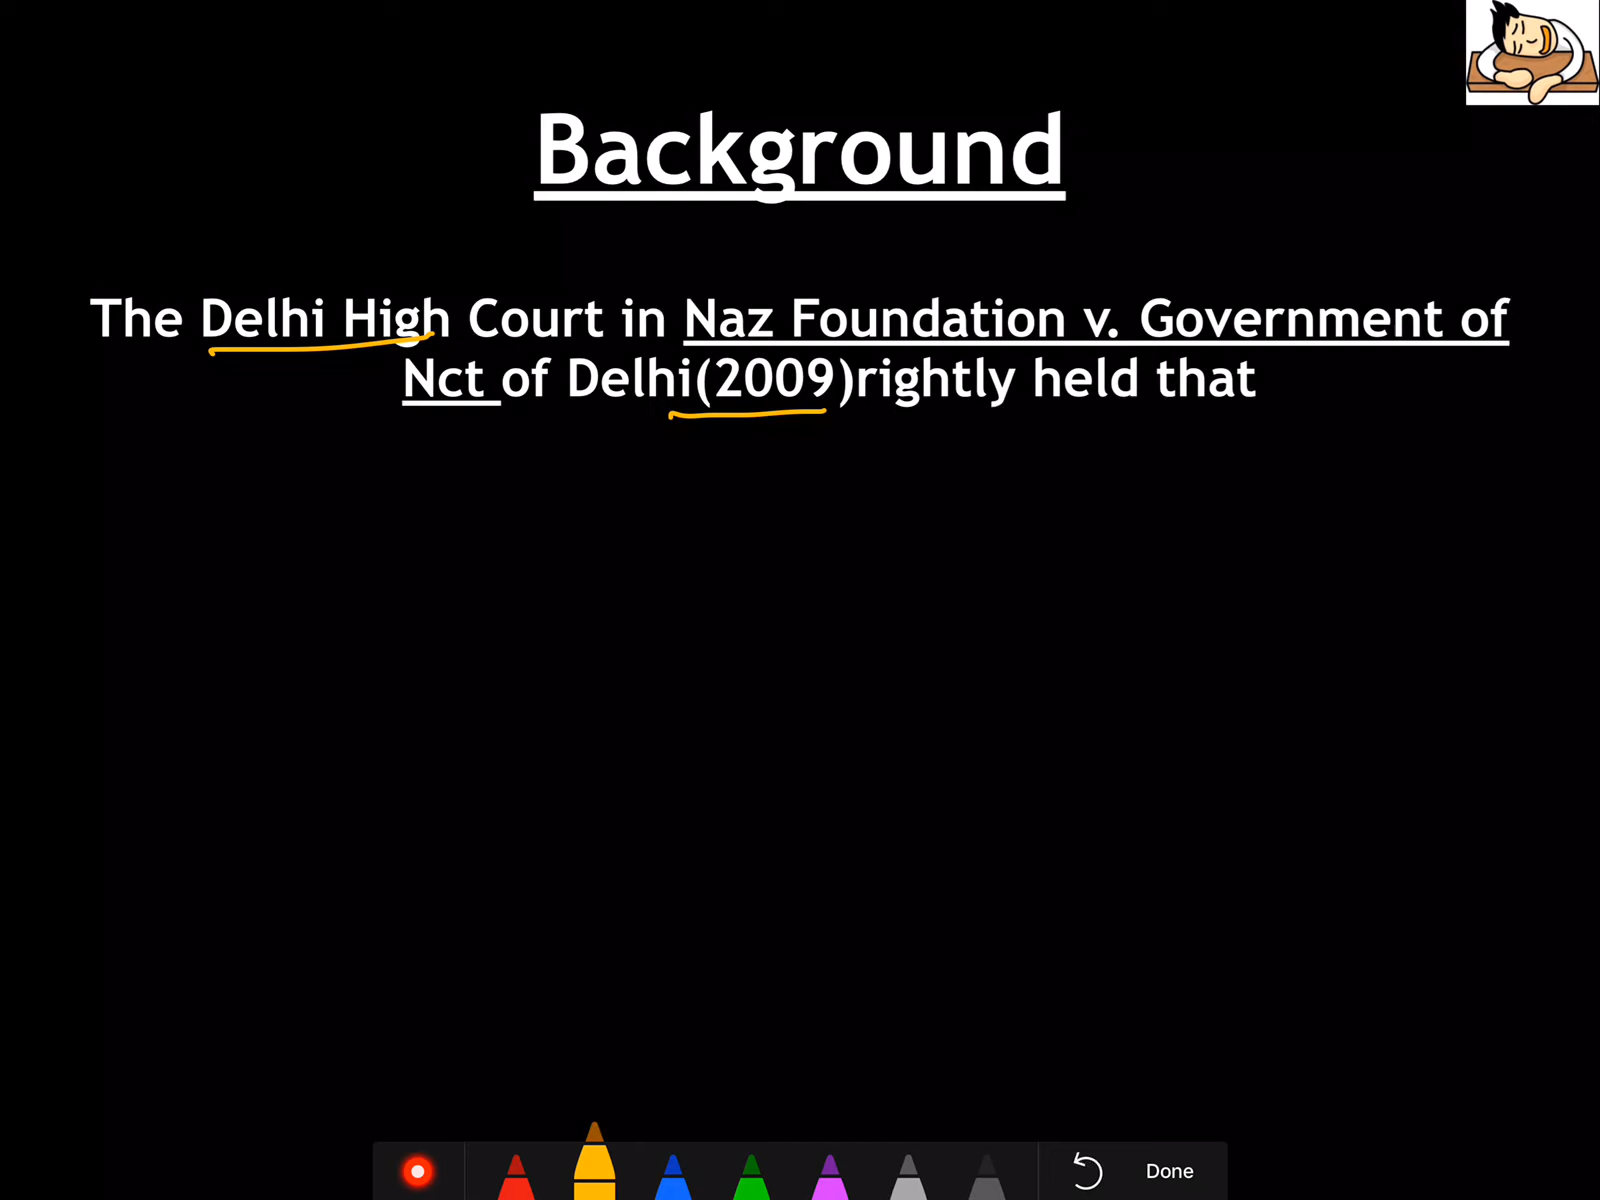 Background
The Delhi High Court in Naz Foundation v. Government of
Nct of Delhi(2009)rightly held that
Done